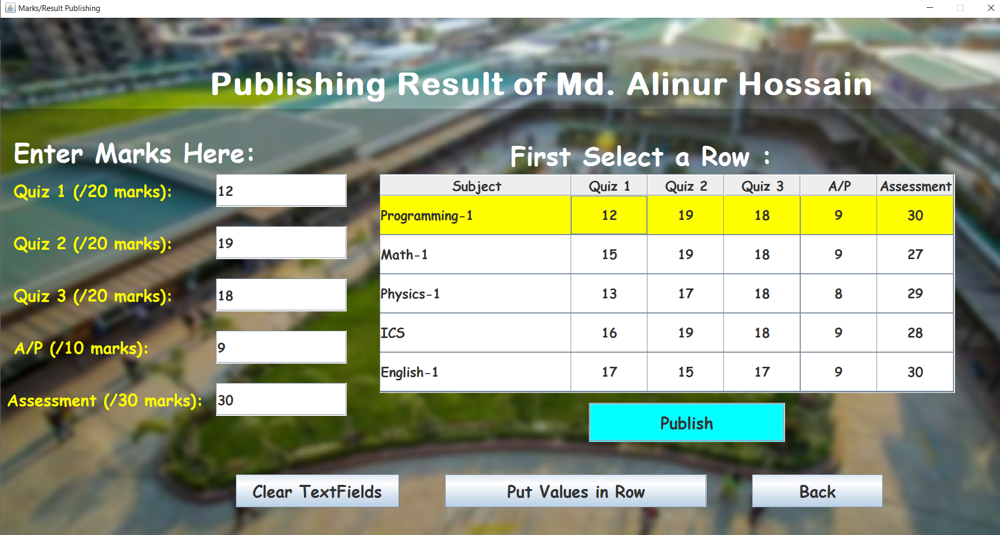 Marks/Result Publishing
Publishing Result of Md. Alinur Hossain
Enter Marks Here:
Quiz 1 (/20 marks): 12
Quiz 2 (/20 marks): 19
Quiz 3 (/20 marks): 18
A/P (/10 marks): 9
Assessment (/30 marks): 30
First Select a Row :
Subject Quiz 1 Quiz 2 Quiz 3 A/P Assessment
Programming-1 12 19 18 9 30
Math-1 15 19 18 9 27
Physics-1 13 17 18 8 29
ICS 16 19 18 9 28
English-1 17 15 17 9 30
Publish
Clear TextFields Put Values in Row Back